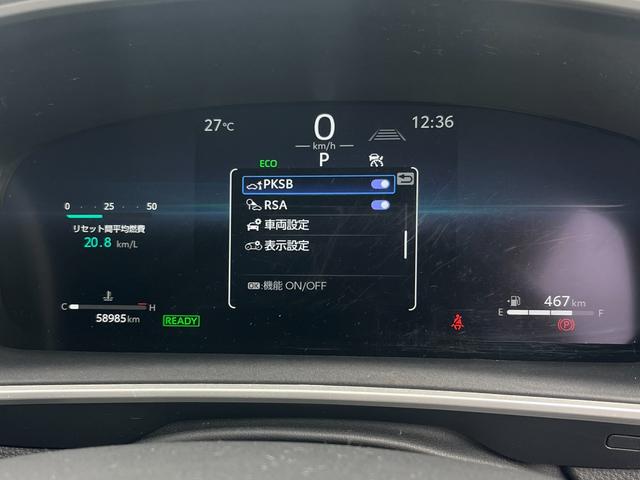 27℃
0
km/h
12:36
ECO
P
PKSB
RSA
車両設定
表示設定
OK:機能 ON/OFF
0 25 50
リセット間平均燃費
20.8 km/L
C H
58985km
READY
467 km
E F
P